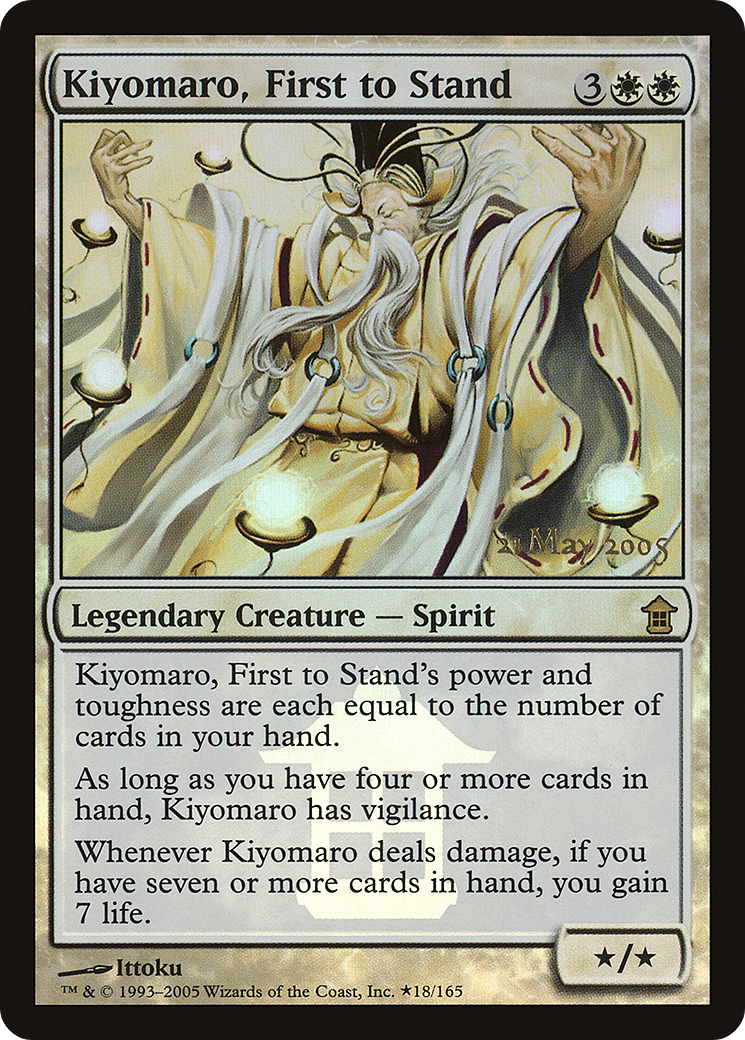 Kiyomaro, First to Stand
3
21 May 2005
Legendary Creature — Spirit
Kiyomaro, First to Stand's power and
toughness are each equal to the number of
cards in your hand.
As long as you have four or more cards in
hand, Kiyomaro has vigilance.
Whenever Kiyomaro deals damage, if you
have seven or more cards in hand, you gain
7 life.
★/★
Ittoku
™ & © 1993–2005 Wizards of the Coast, Inc. ★18/165